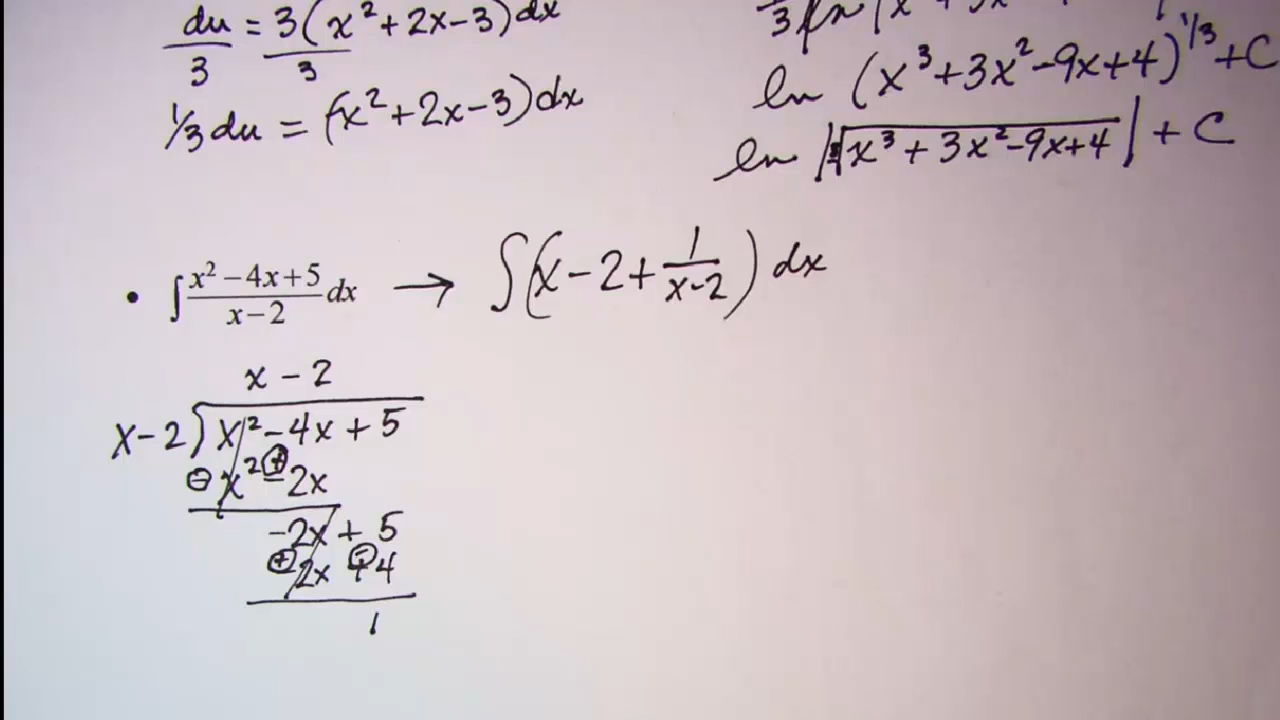 du = 3(x² + 2x - 3) dx
3 3
1/3 du = (x² + 2x - 3) dx
ln (x³ + 3x² - 9x + 4)^1/3 + C
ln |∛x³ + 3x² - 9x + 4| + C
• ∫ x² - 4x + 5 / x - 2 dx → ∫ (x - 2 + 1/x-2) dx
x - 2
x - 2 ) x² - 4x + 5
⊖ x² ⊕ - 2x
-2x + 5
⊕ - 2x ⊖ + 4
1